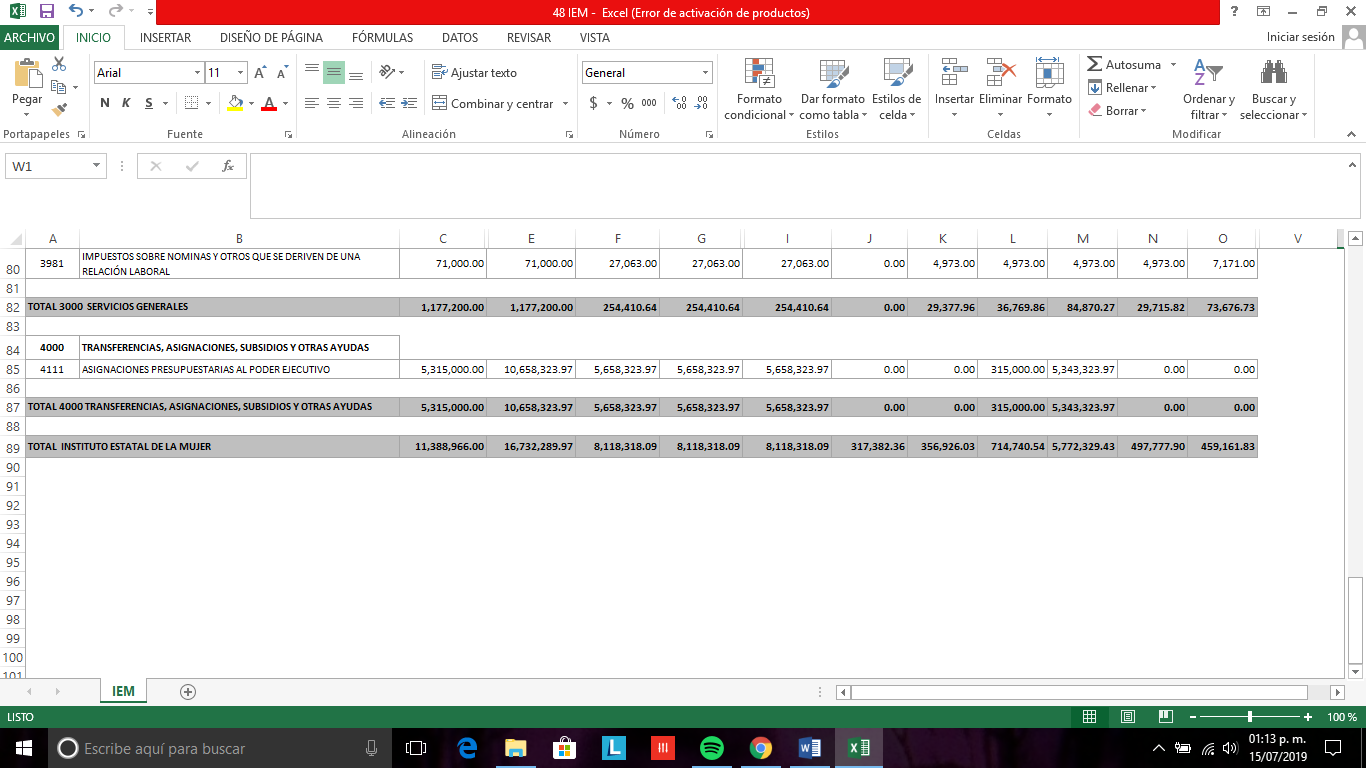 48 IEM - Excel (Error de activación de productos)
?
ARCHIVO INICIO INSERTAR DISEÑO DE PÁGINA FÓRMULAS DATOS REVISAR VISTA Iniciar sesión
Pegar
Portapapeles
Arial 11
N K S
Fuente
Ajustar texto
Combinar y centrar
Alineación
General
$ % 000
Número
Formato condicional
Dar formato como tabla
Estilos de celda
Estilos
Insertar Eliminar Formato
Celdas
Autosuma
Rellenar
Borrar
Ordenar y filtrar
Buscar y seleccionar
Modificar
W1 fx
A B C E F G I J K L M N O V
80 3981 IMPUESTOS SOBRE NOMINAS Y OTROS QUE SE DERIVEN DE UNA RELACIÓN LABORAL 71,000.00 71,000.00 27,063.00 27,063.00 27,063.00 0.00 4,973.00 4,973.00 4,973.00 4,973.00 7,171.00
81
82 TOTAL 3000 SERVICIOS GENERALES 1,177,200.00 1,177,200.00 254,410.64 254,410.64 254,410.64 0.00 29,377.96 36,769.86 84,870.27 29,715.82 73,676.73
83
84 4000 TRANSFERENCIAS, ASIGNACIONES, SUBSIDIOS Y OTRAS AYUDAS
85 4111 ASIGNACIONES PRESUPUESTARIAS AL PODER EJECUTIVO 5,315,000.00 10,658,323.97 5,658,323.97 5,658,323.97 5,658,323.97 0.00 0.00 315,000.00 5,343,323.97 0.00 0.00
86
87 TOTAL 4000 TRANSFERENCIAS, ASIGNACIONES, SUBSIDIOS Y OTRAS AYUDAS 5,315,000.00 10,658,323.97 5,658,323.97 5,658,323.97 5,658,323.97 0.00 0.00 315,000.00 5,343,323.97 0.00 0.00
88
89 TOTAL INSTITUTO ESTATAL DE LA MUJER 11,388,966.00 16,732,289.97 8,118,318.09 8,118,318.09 8,118,318.09 317,382.36 356,926.03 714,740.54 5,772,329.43 497,777.90 459,161.83
90
91
92
93
94
95
96
97
98
99
100
101
IEM
LISTO 100 %
Escribe aquí para buscar
01:13 p. m.
15/07/2019